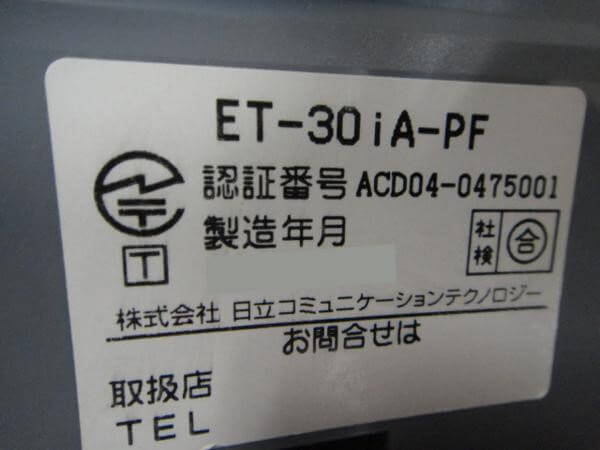 ET-30iA-PF
認証番号 ACD04-0475001
製造年月
社検 合
T
株式会社 日立コミュニケーションテクノロジー
お問合せは
取扱店
TEL